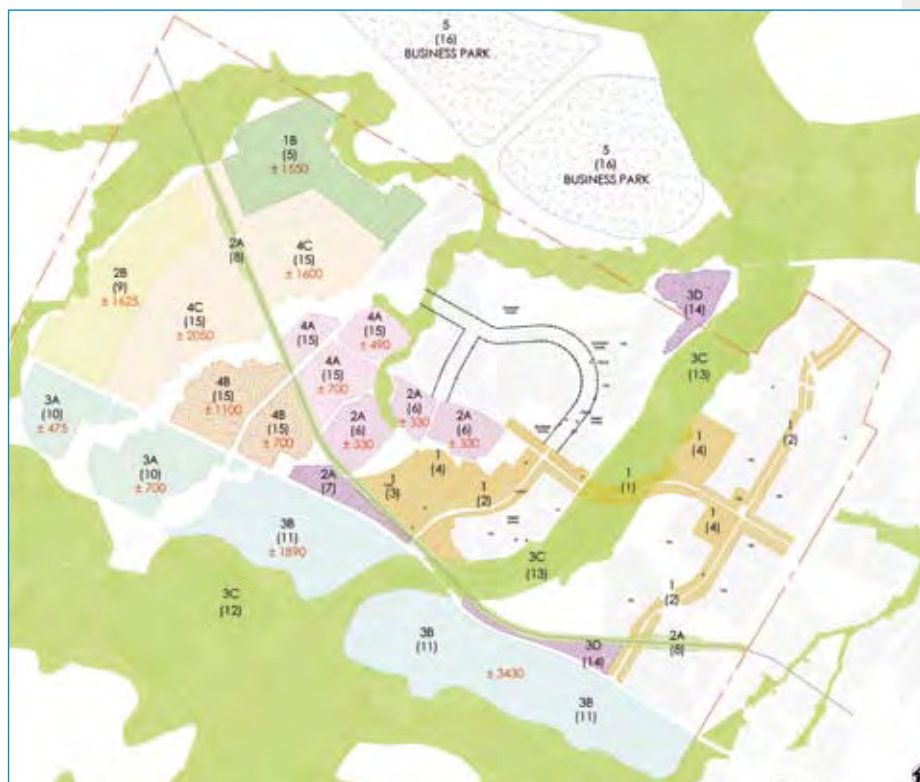 5
(16)
BUSINESS PARK
5
(16)
BUSINESS PARK
1B
(5)
± 1550
2A
(8)
4C
(15)
± 1600
2B
(9)
± 1625
4C
(15)
± 2050
3D
(14)
4A
(15)
4A
(15)
± 490
4A
(15)
± 700
3C
(13)
4B
(15)
± 1100
4B
(15)
± 700
3A
(10)
± 475
2A
(6)
± 330
2A
(6)
± 330
2A
(6)
± 330
3A
(10)
± 700
2A
(7)
1
(3)
1
(4)
1
(2)
1
(1)
1
(4)
1
(2)
1
(4)
3B
(11)
± 1890
3C
(13)
3C
(12)
1
(2)
3B
(11)
± 3430
3D
(14)
2A
(8)
3B
(11)